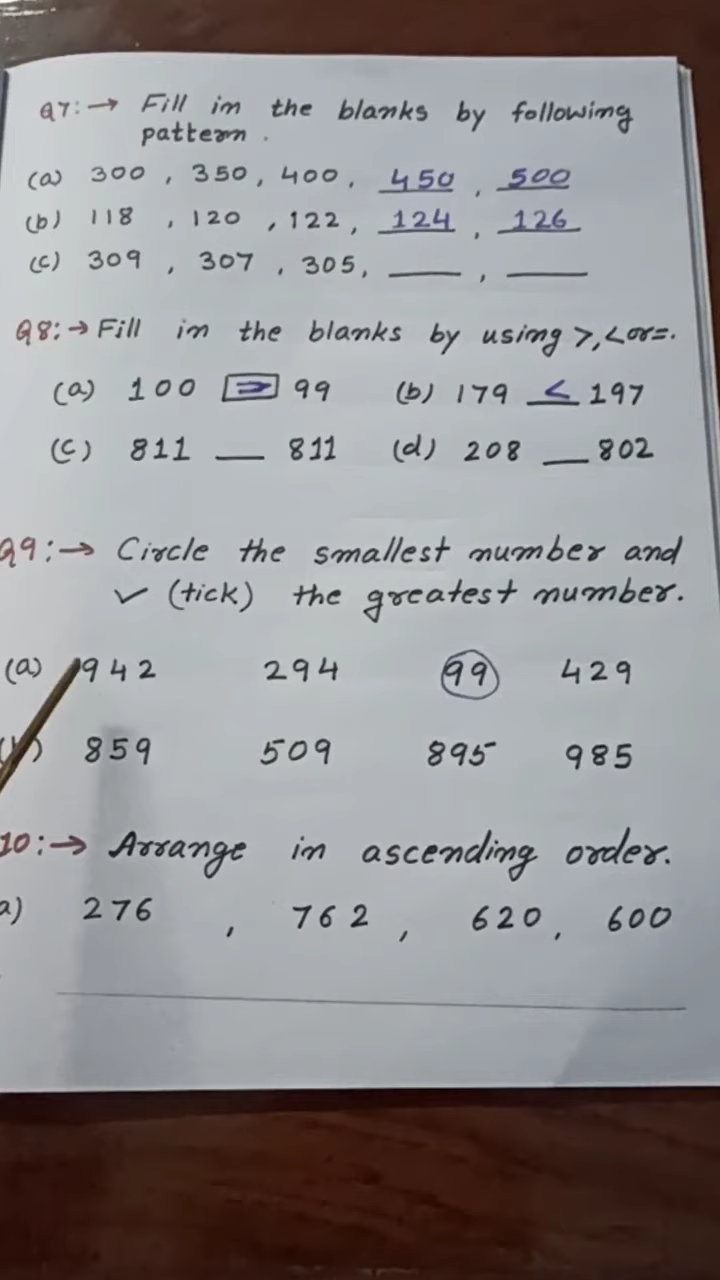 Q7:→ Fill in the blanks by following
pattern.
(a) 300, 350, 400, 450, 500
(b) 118, 120, 122, 124, 126
(c) 309, 307, 305, ___, ___
Q8:→ Fill in the blanks by using >, < or =.
(a) 100 > 99 (b) 179 < 197
(c) 811 __ 811 (d) 208 __ 802
Q9:→ Circle the smallest number and
✓ (tick) the greatest number.
(a) 942 294 99 429
859 509 895 985
10:→ Arrange in ascending order.
a) 276, 762, 620, 600